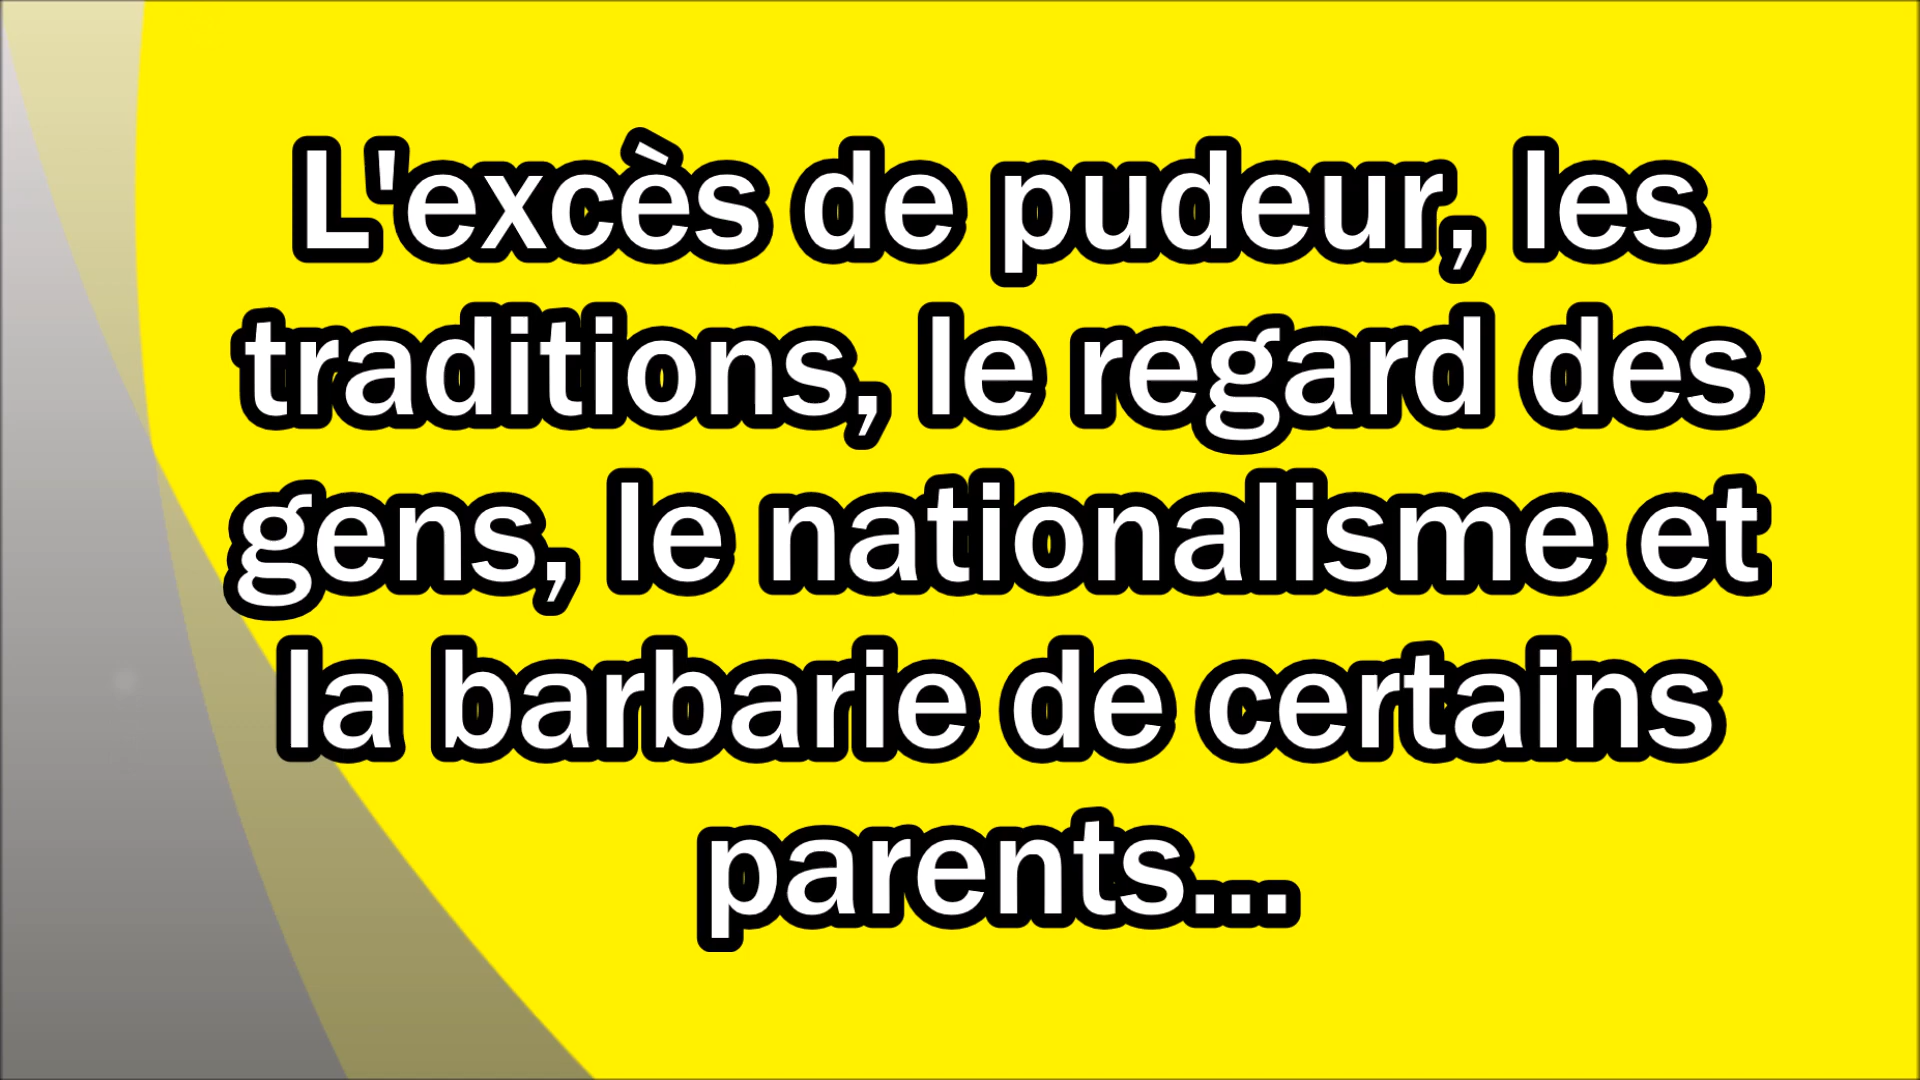 L'excès de pudeur, les
traditions, le regard des
gens, le nationalisme et
la barbarie de certains
parents...